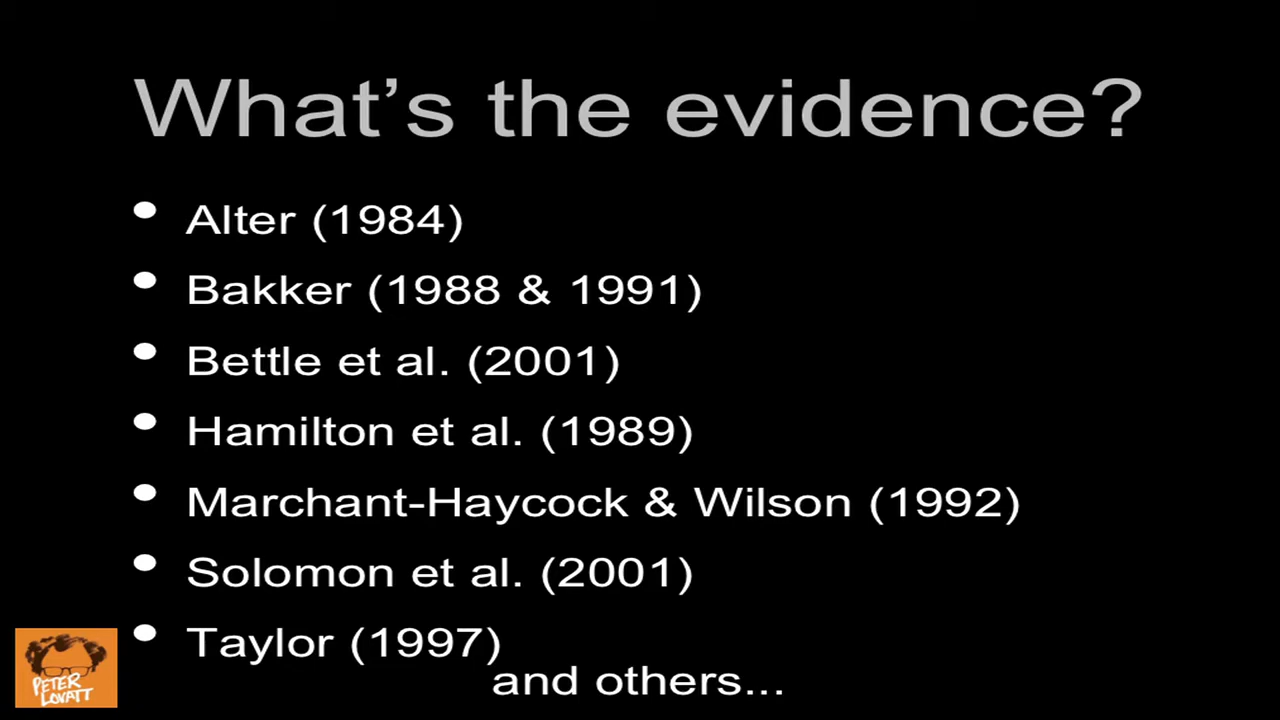 What’s the evidence?
• Alter (1984)
• Bakker (1988 & 1991)
• Bettle et al. (2001)
• Hamilton et al. (1989)
• Marchant-Haycock & Wilson (1992)
• Solomon et al. (2001)
• Taylor (1997)
and others...
PETER
LOVATT